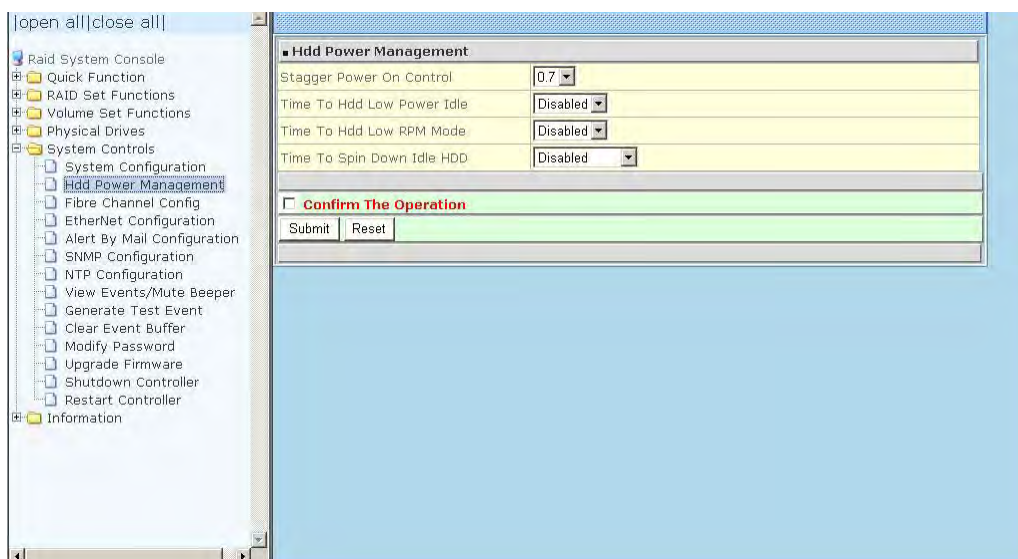 |open all|close all|
Raid System Console
Quick Function
RAID Set Functions
Volume Set Functions
Physical Drives
System Controls
System Configuration
Hdd Power Management
Fibre Channel Config
EtherNet Configuration
Alert By Mail Configuration
SNMP Configuration
NTP Configuration
View Events/Mute Beeper
Generate Test Event
Clear Event Buffer
Modify Password
Upgrade Firmware
Shutdown Controller
Restart Controller
Information
Hdd Power Management
Stagger Power On Control 0.7
Time To Hdd Low Power Idle Disabled
Time To Hdd Low RPM Mode Disabled
Time To Spin Down Idle HDD Disabled
Confirm The Operation
Submit Reset